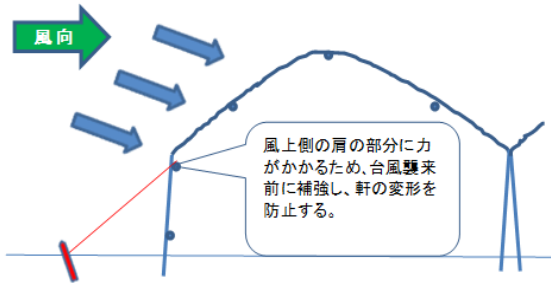 風向
風上側の肩の部分に力
がかかるため、台風襲来
前に補強し、軒の変形を
防止する。